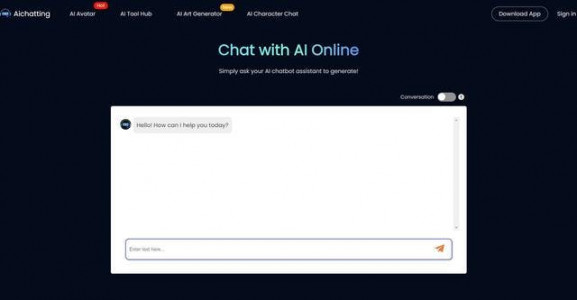 Aichatting
AI Avatar
Hot
AI Tool Hub
AI Art Generator
New
AI Character Chat
Download App
Sign in
Chat with AI Online
Simply ask your AI chatbot assistant to generate!
Conversation
Hello! How can I help you today?
Enter text here...